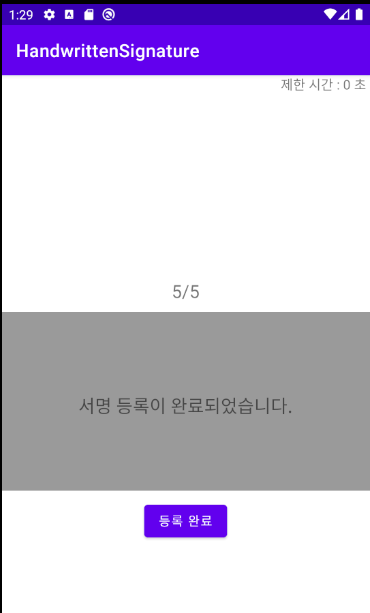 1:29
HandwrittenSignature
제한 시간 : 0 초
5/5
서명 등록이 완료되었습니다.
등록 완료